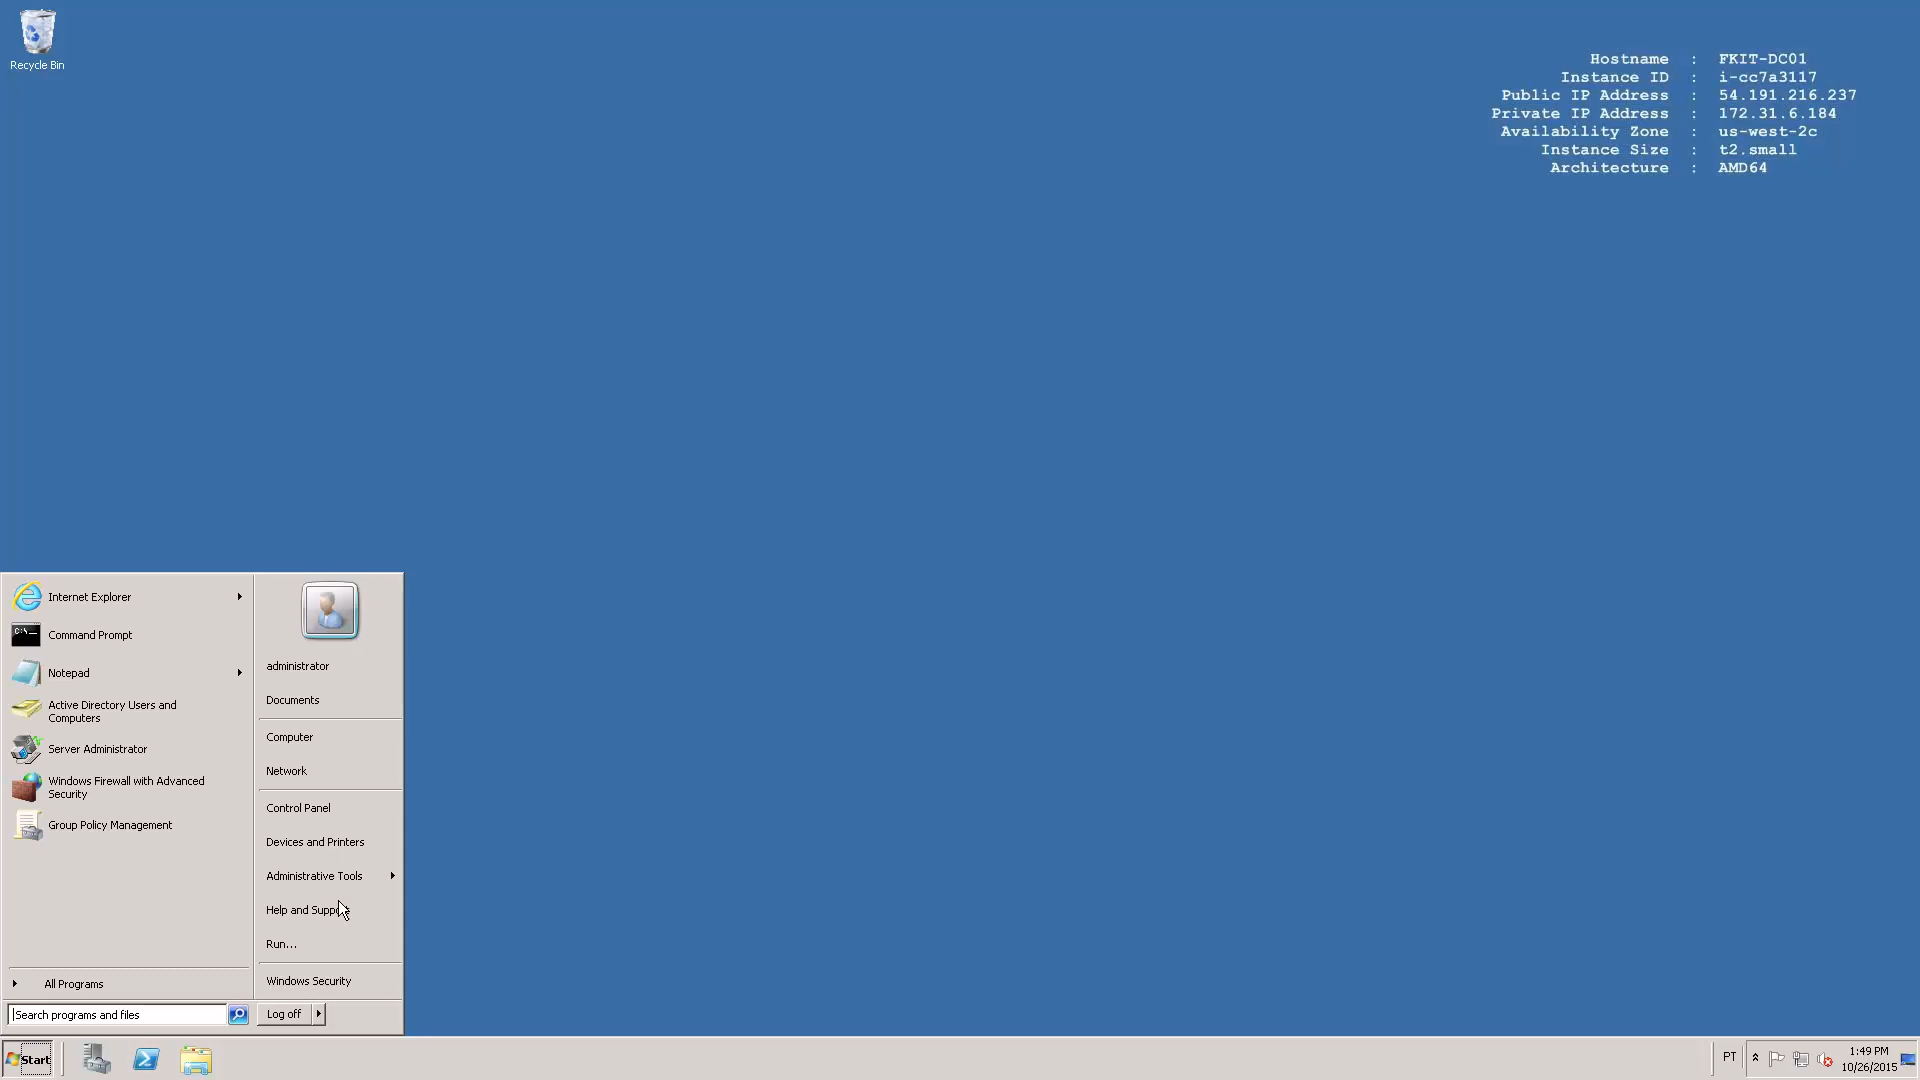 Recycle Bin
Hostname : FKIT-DC01
Instance ID : i-cc7a3117
Public IP Address : 54.191.216.237
Private IP Address : 172.31.6.184
Availability Zone : us-west-2c
Instance Size : t2.small
Architecture : AMD64
Internet Explorer
Command Prompt
Notepad
Active Directory Users and
Computers
Server Administrator
Windows Firewall with Advanced
Security
Group Policy Management
All Programs
Search programs and files
administrator
Documents
Computer
Network
Control Panel
Devices and Printers
Administrative Tools
Help and Support
Run...
Windows Security
Log off
Start
PT
1:49 PM
10/26/2015